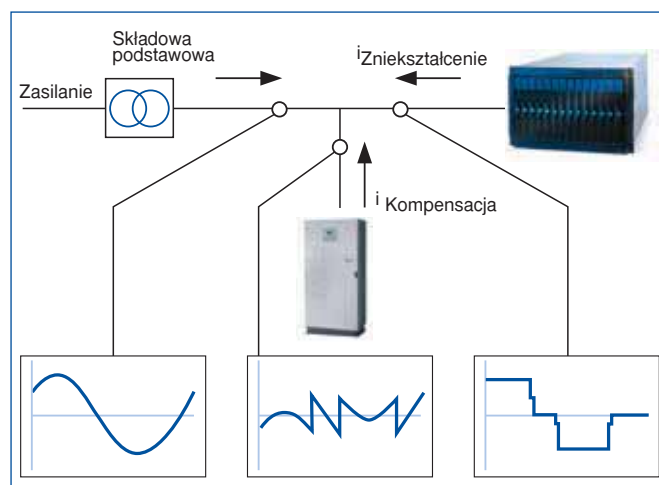 Składowa
podstawowa
iZniekształcenie
Zasilanie
i Kompensacja